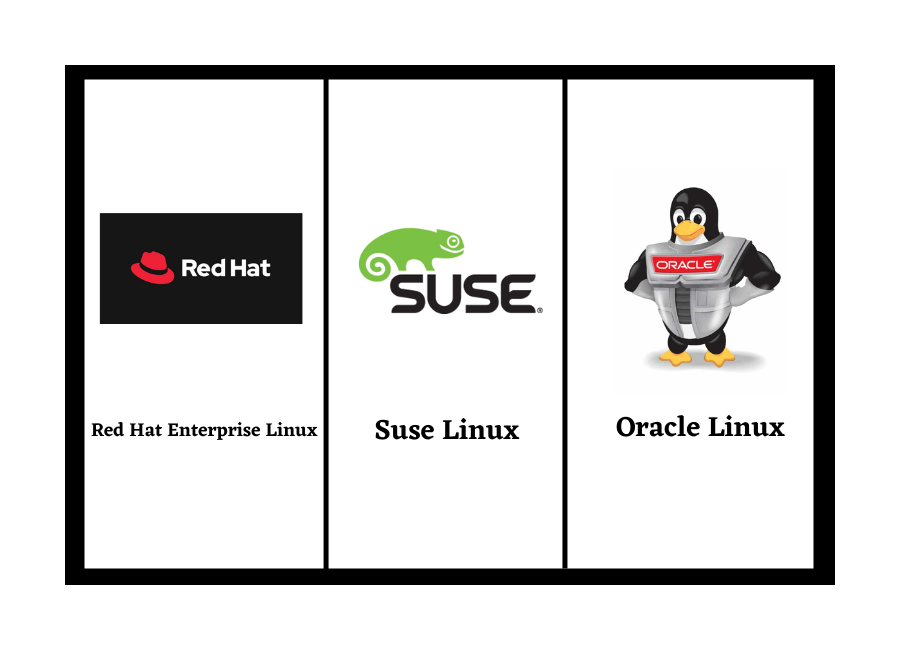 Red Hat
SUSE®
ORACLE®
Red Hat Enterprise Linux
Suse Linux
Oracle Linux